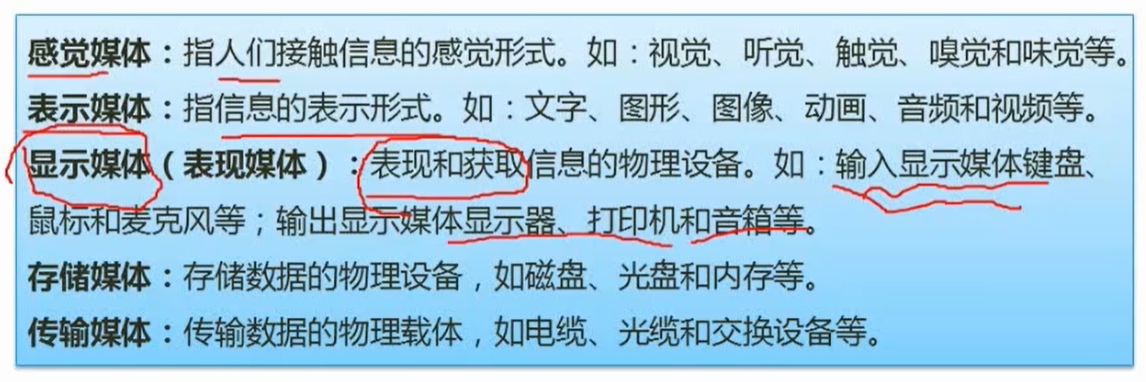 感觉媒体：指人们接触信息的感觉形式。如：视觉、听觉、触觉、嗅觉和味觉等。
表示媒体：指信息的表示形式。如：文字、图形、图像、动画、音频和视频等。
显示媒体（表现媒体）：表现和获取信息的物理设备。如：输入显示媒体键盘、
鼠标和麦克风等；输出显示媒体显示器、打印机和音箱等。
存储媒体：存储数据的物理设备，如磁盘、光盘和内存等。
传输媒体：传输数据的物理载体，如电缆、光缆和交换设备等。